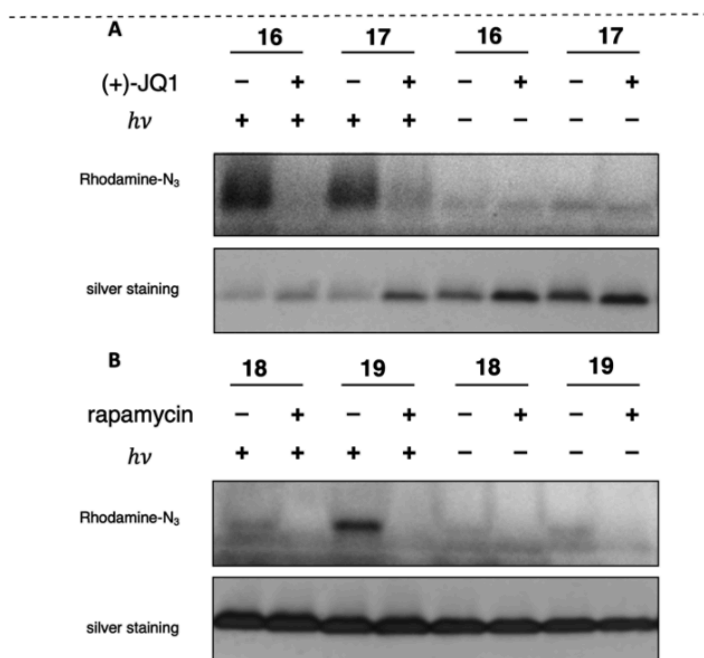 A
16 17 16 17
(+)-JQ1 − + − + − + − +
hν + + + + − − − −
Rhodamine-N₃
silver staining
B
18 19 18 19
rapamycin − + − + − + − +
hν + + + + − − − −
Rhodamine-N₃
silver staining